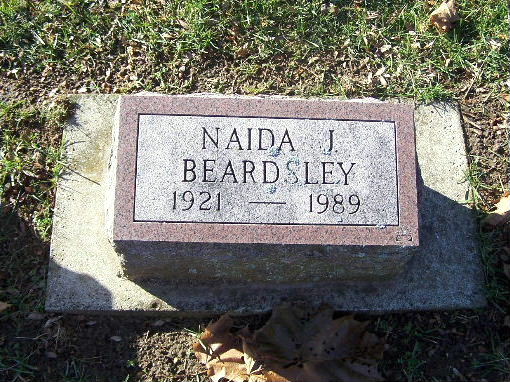 NAIDA J.
BEARDSLEY
1921 — 1989